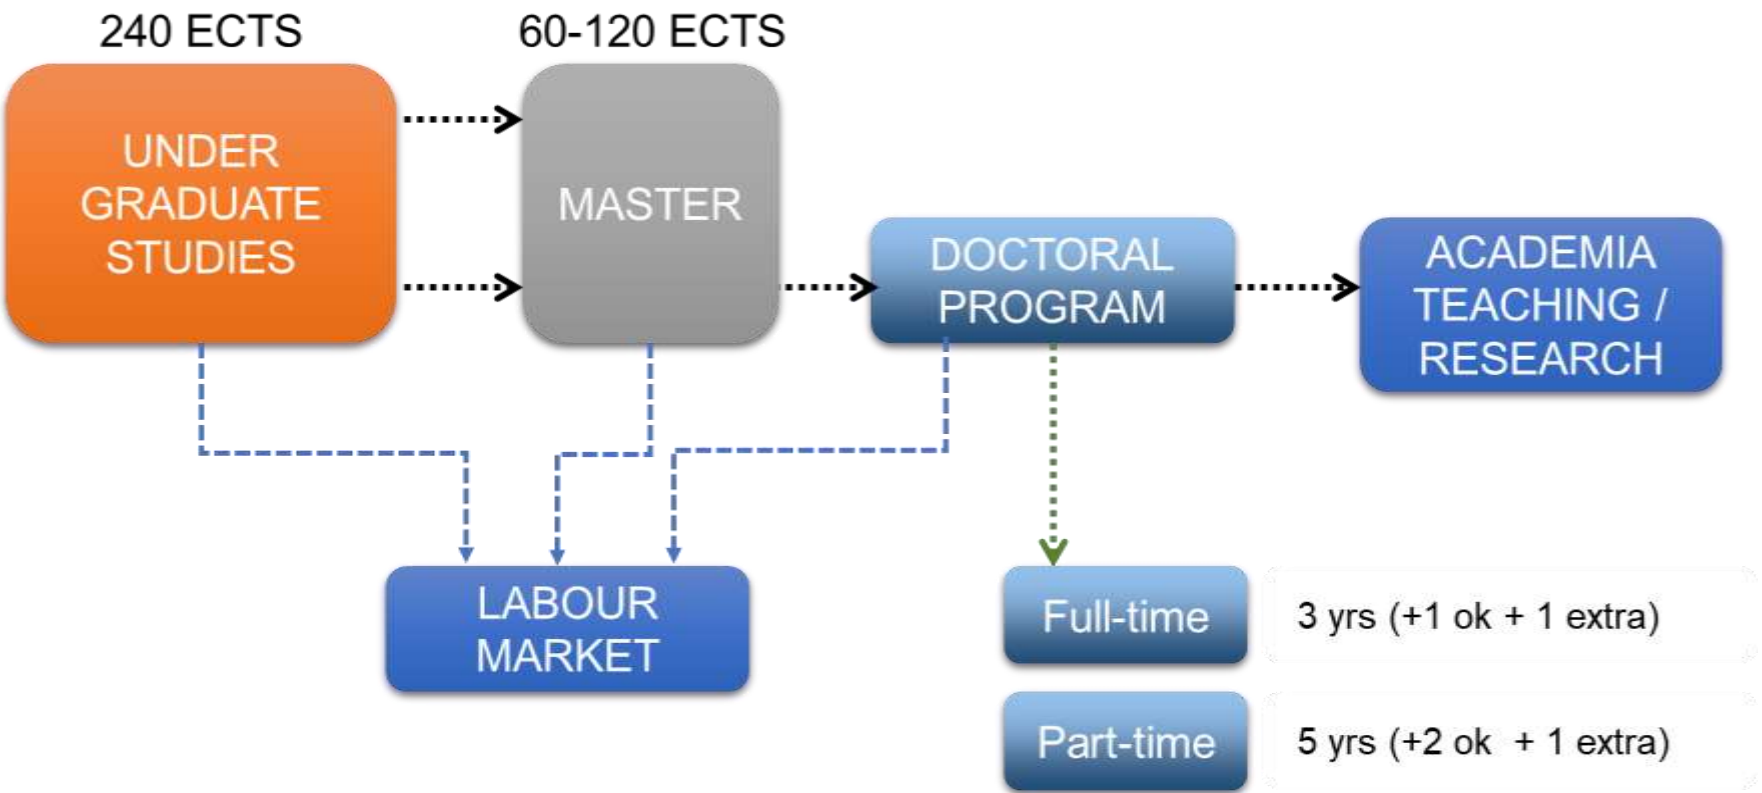 240 ECTS
60-120 ECTS
UNDER
GRADUATE
STUDIES
MASTER
DOCTORAL
PROGRAM
ACADEMIA
TEACHING /
RESEARCH
LABOUR
MARKET
Full-time
3 yrs (+1 ok + 1 extra)
Part-time
5 yrs (+2 ok + 1 extra)